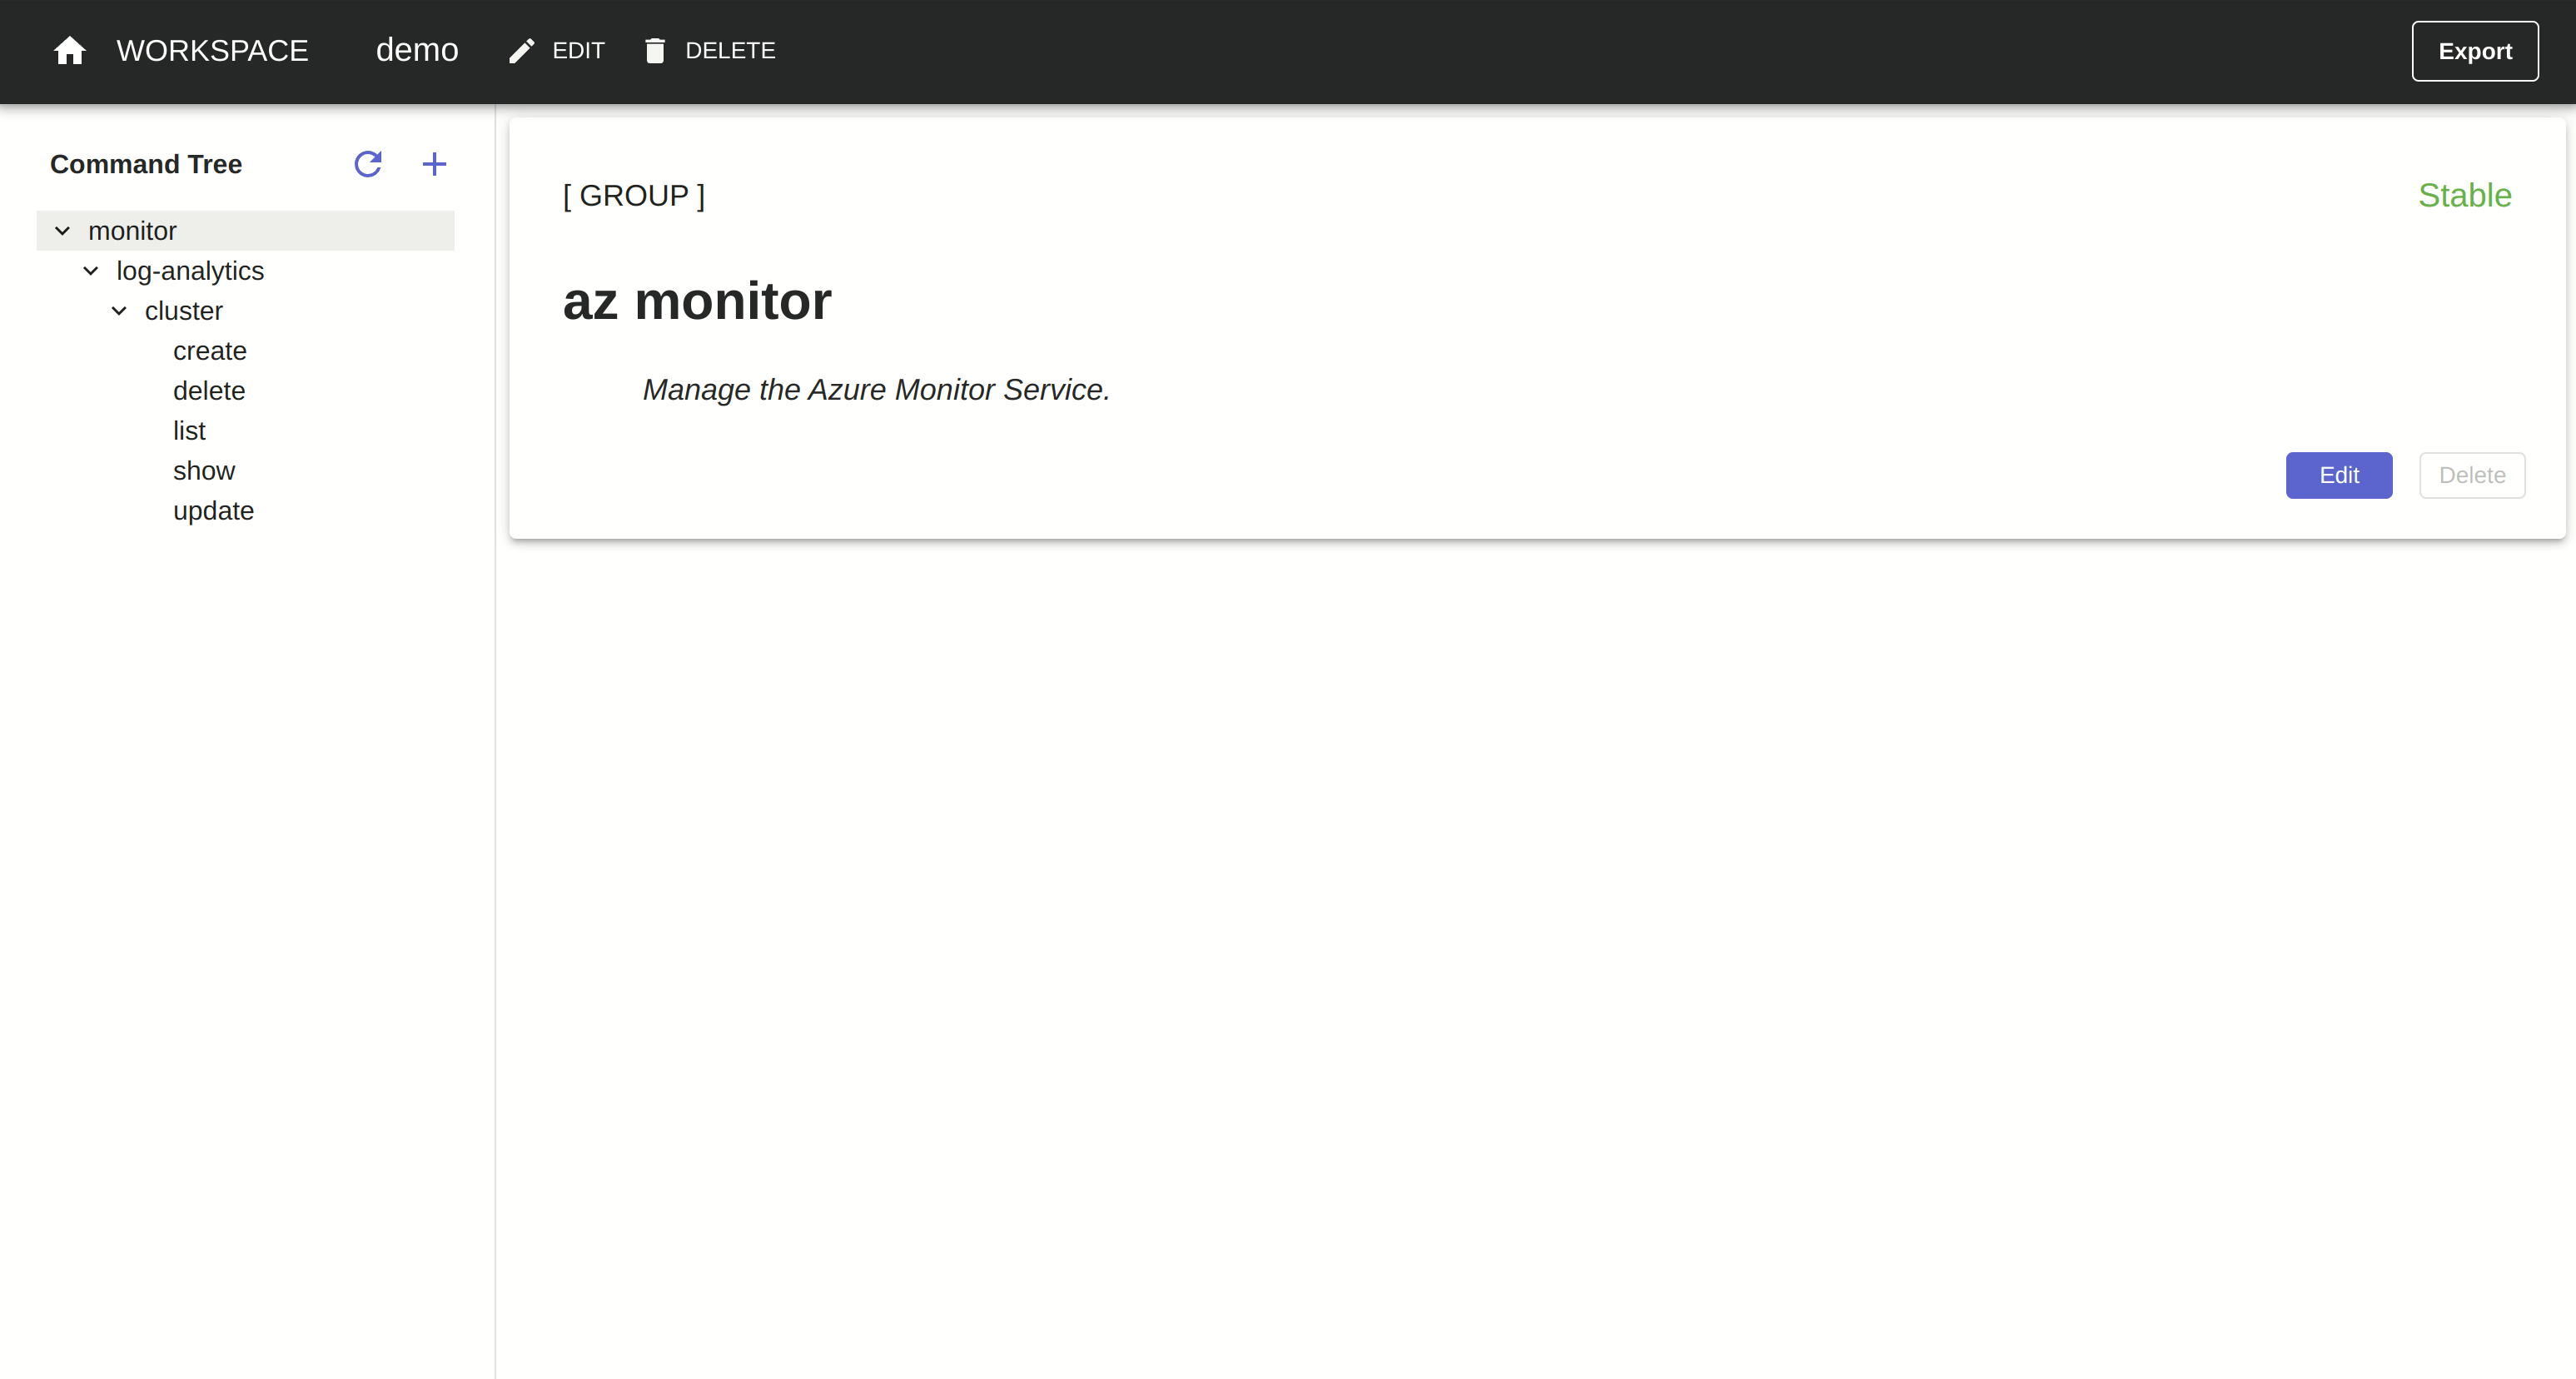 WORKSPACE demo EDIT DELETE Export
Command Tree
monitor
log-analytics
cluster
create
delete
list
show
update
[ GROUP ] Stable
az monitor
Manage the Azure Monitor Service.
Edit Delete